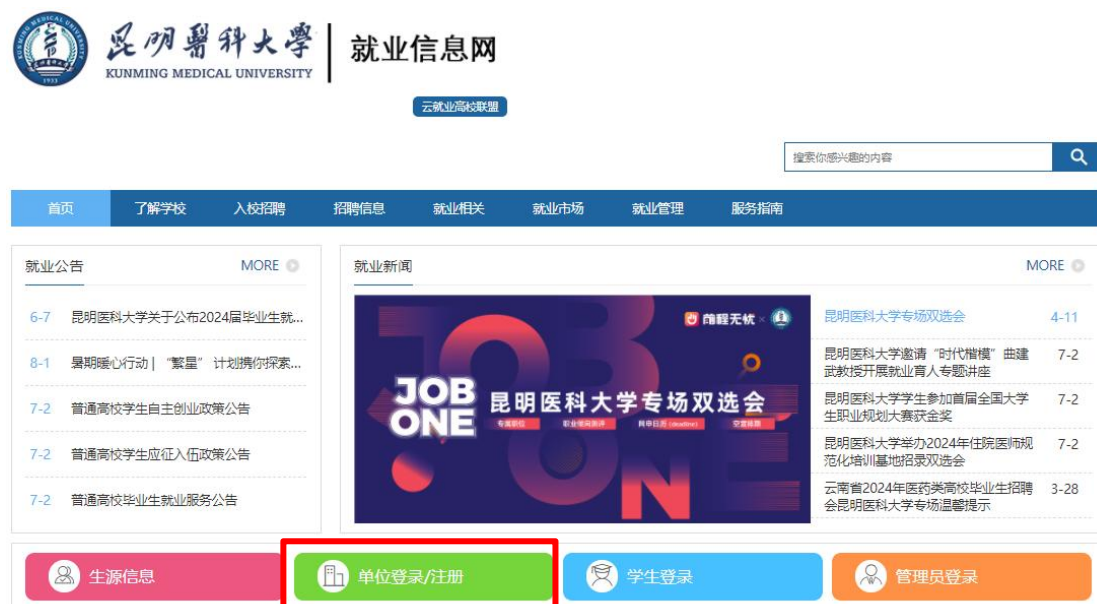 昆明醫科大學
KUNMING MEDICAL UNIVERSITY
就业信息网
云就业高校联盟
搜索你感兴趣的内容
首页 了解学校 入校招聘 招聘信息 就业相关 就业市场 就业管理 服务指南
就业公告 MORE
6-7 昆明医科大学关于公布2024届毕业生就...
8-1 暑期暖心行动| “繁星” 计划携你探索...
7-2 普通高校学生自主创业政策公告
7-2 普通高校学生应征入伍政策公告
7-2 普通高校毕业生就业服务公告
就业新闻 MORE
前程无忧 ×
JOB
ONE
昆明医科大学专场双选会
专属职位 职业倾向测评 网申日历 (deadline) 空宣秘籍
昆明医科大学专场双选会 4-11
昆明医科大学邀请“时代楷模”曲建 7-2
武教授开展就业育人专题讲座
昆明医科大学学生参加首届全国大学 7-2
生职业规划大赛获金奖
昆明医科大学举办2024年住院医师规 7-2
范化培训基地招录双选会
云南省2024年医药类高校毕业生招聘 3-28
会昆明医科大学专场温馨提示
生源信息
单位登录/注册
学生登录
管理员登录